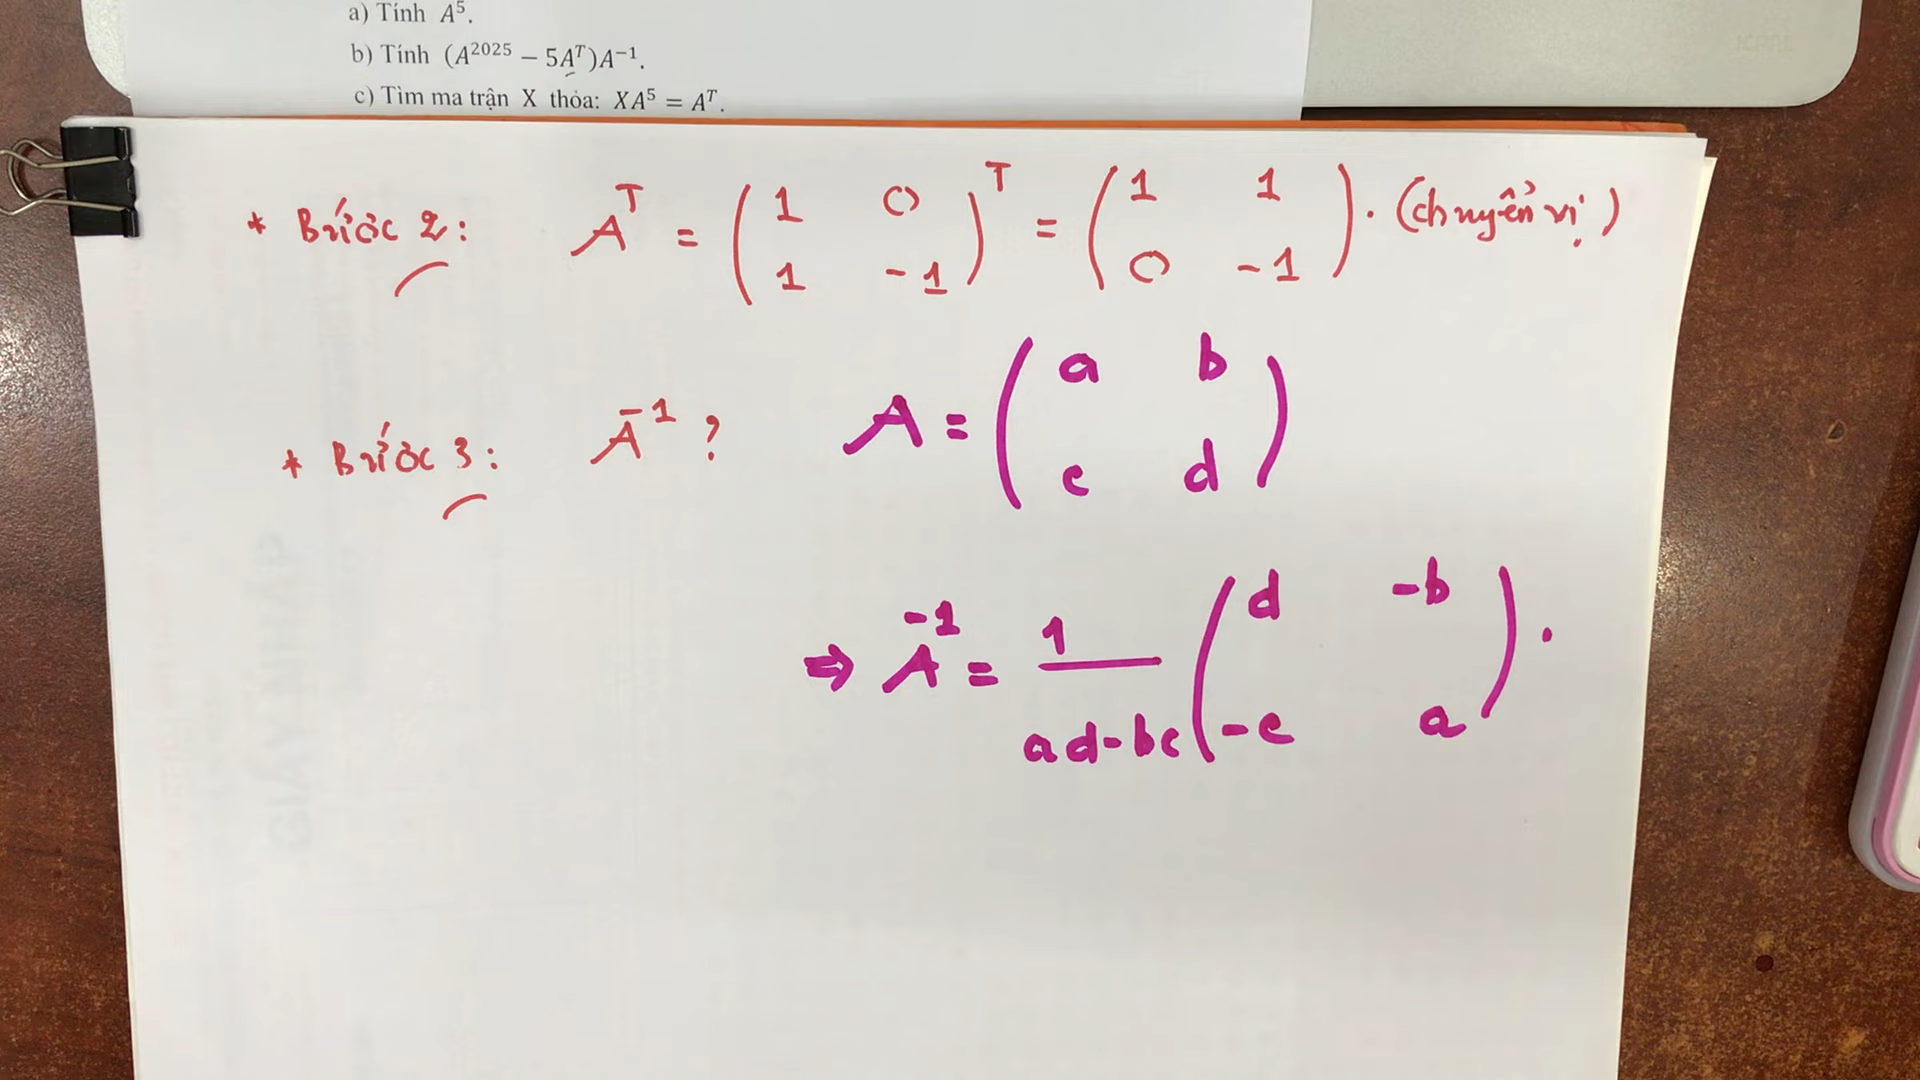 a) Tính A⁵.
b) Tính (A²⁰²⁵ − 5Aᵀ)A⁻¹.
c) Tìm ma trận X thỏa: XA⁵ = Aᵀ.
* Bước 2: Aᵀ = (1 0; 1 -1)ᵀ = (1 1; 0 -1). (chuyển vị)
* Bước 3: A⁻¹ ? A = (a b; c d)
⇒ A⁻¹ = 1/(ad-bc) (d -b; -c a).